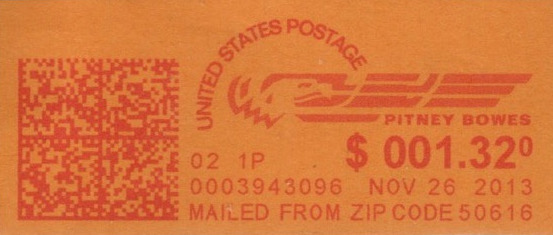 UNITED STATES POSTAGE
PITNEY BOWES
02 1P
$ 001.32⁰
0003943096 NOV 26 2013
MAILED FROM ZIP CODE 50616